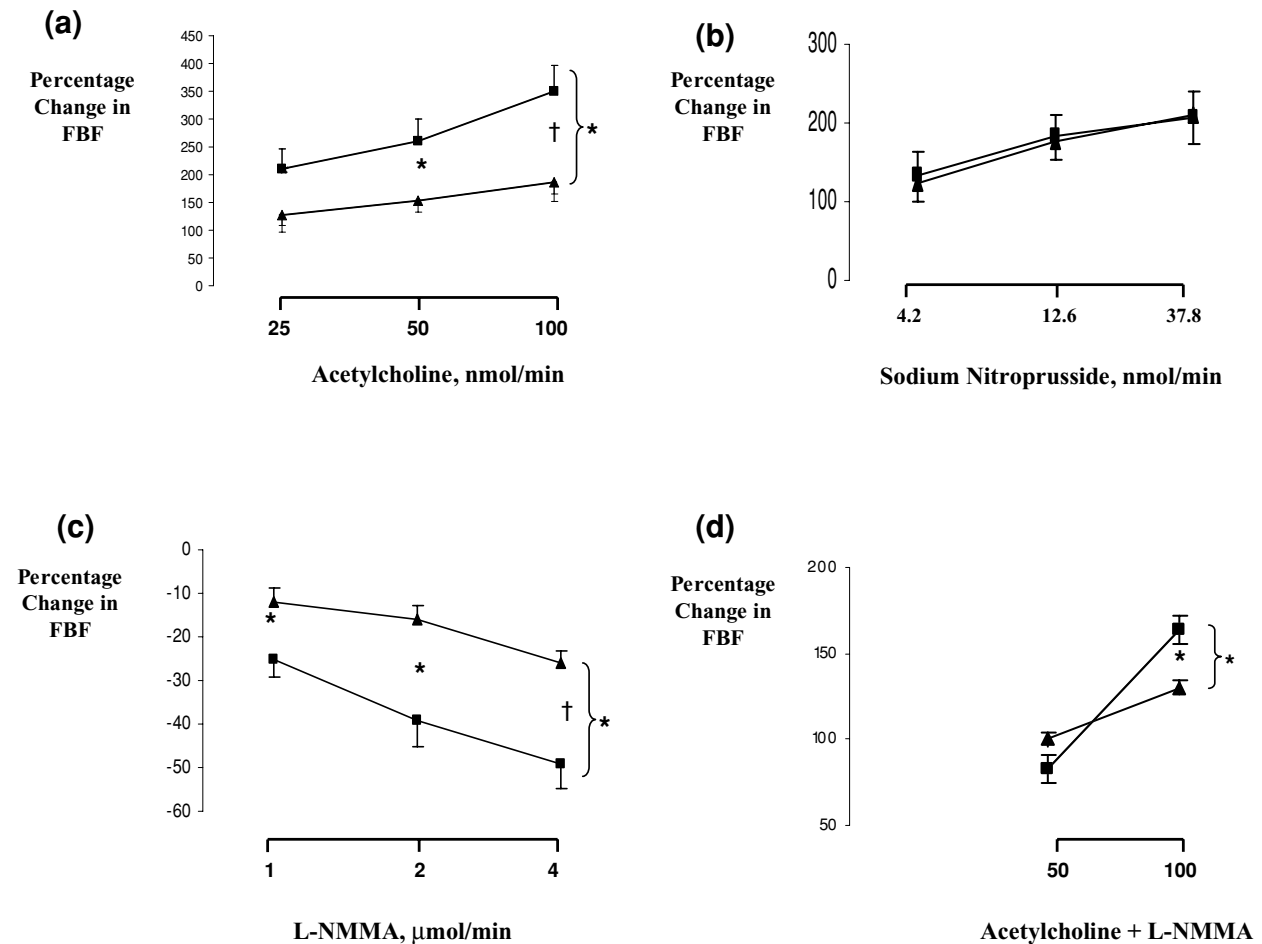 (a)
Percentage
Change in
FBF
450
400
350
300
250
200
150
100
50
0
*
†
*
25 50 100
Acetylcholine, nmol/min
(b)
Percentage
Change in
FBF
300
200
100
0
4.2 12.6 37.8
Sodium Nitroprusside, nmol/min
(c)
Percentage
Change in
FBF
0
-10
-20
-30
-40
-50
-60
*
*
†
*
1 2 4
L-NMMA, μmol/min
(d)
Percentage
Change in
FBF
200
150
100
50
*
*
50 100
Acetylcholine + L-NMMA